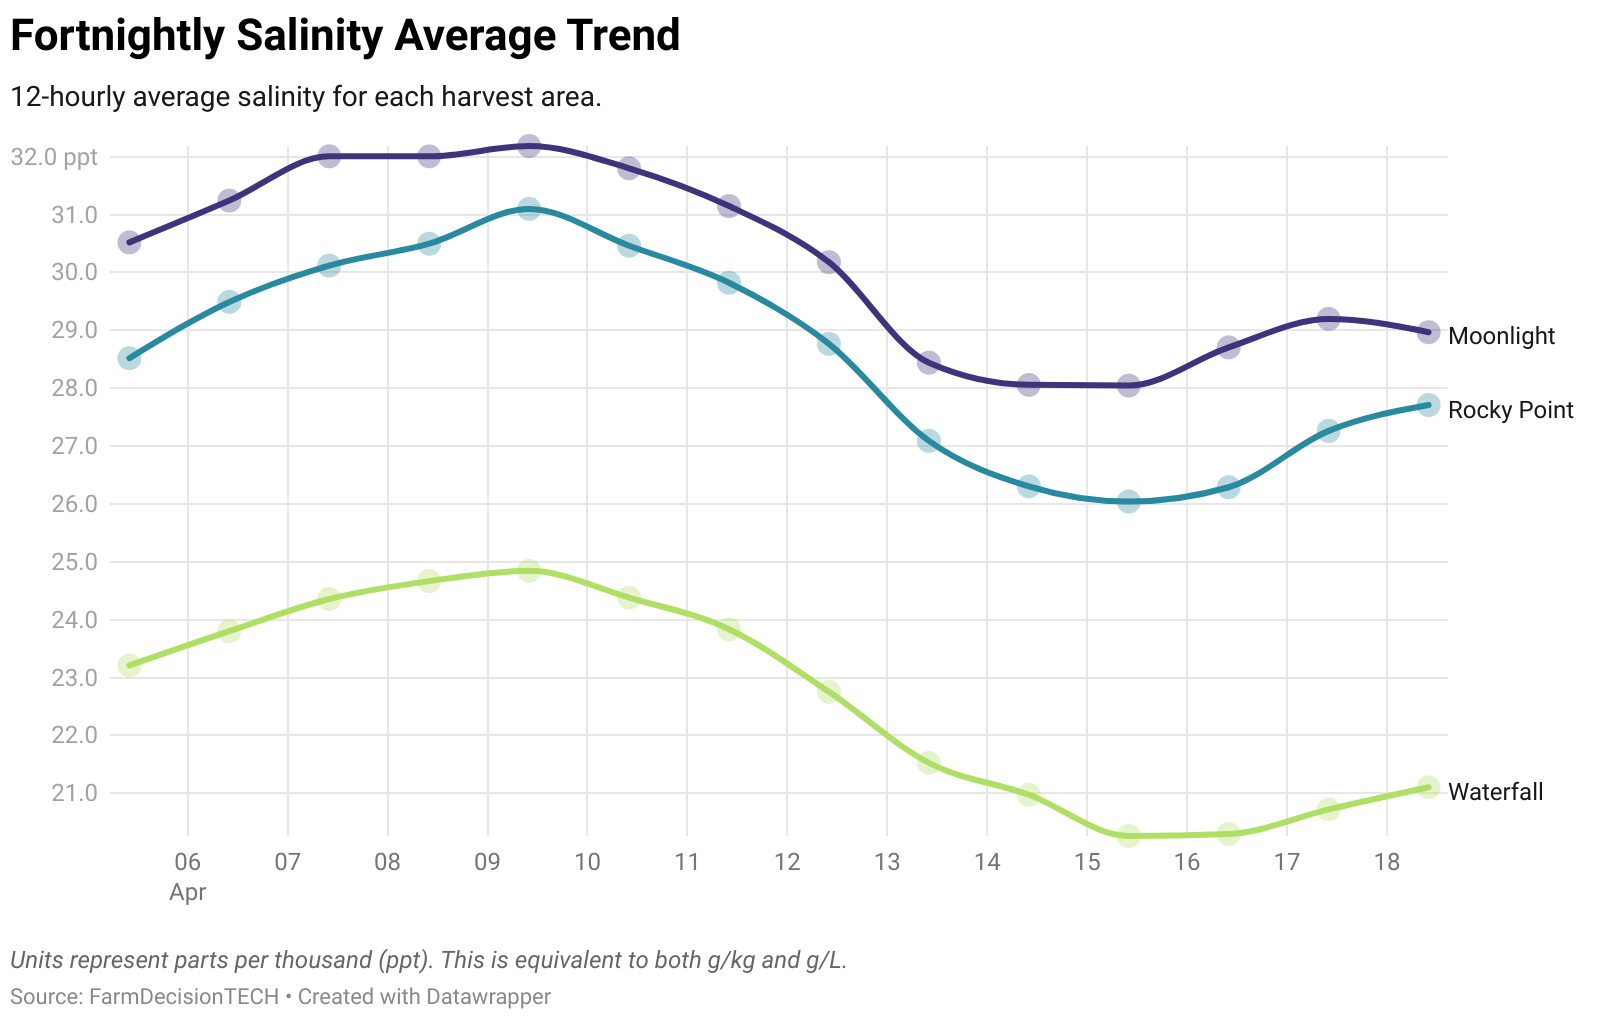 Fortnightly Salinity Average Trend
12-hourly average salinity for each harvest area.
32.0 ppt
31.0
30.0
29.0
28.0
27.0
26.0
25.0
24.0
23.0
22.0
21.0
Moonlight
Rocky Point
Waterfall
06 07 08 09 10 11 12 13 14 15 16 17 18
Apr
Units represent parts per thousand (ppt). This is equivalent to both g/kg and g/L.
Source: FarmDecisionTECH • Created with Datawrapper